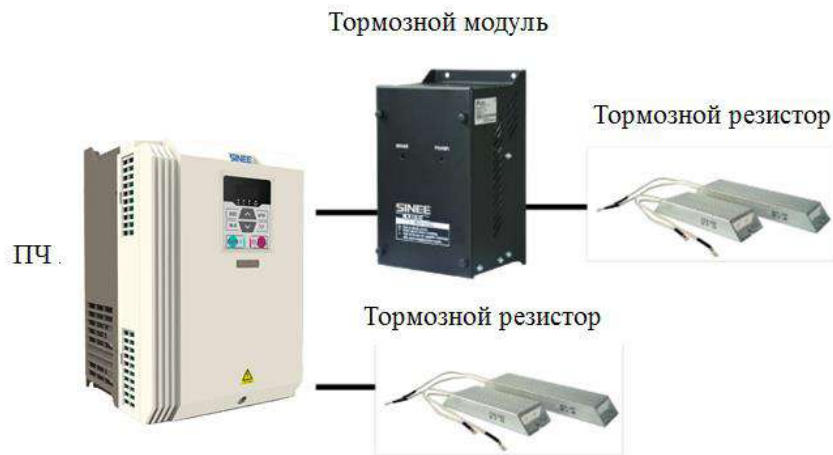 Тормозной модуль
Тормозной резистор
SINEE
SINEE
ПЧ .
Тормозной резистор